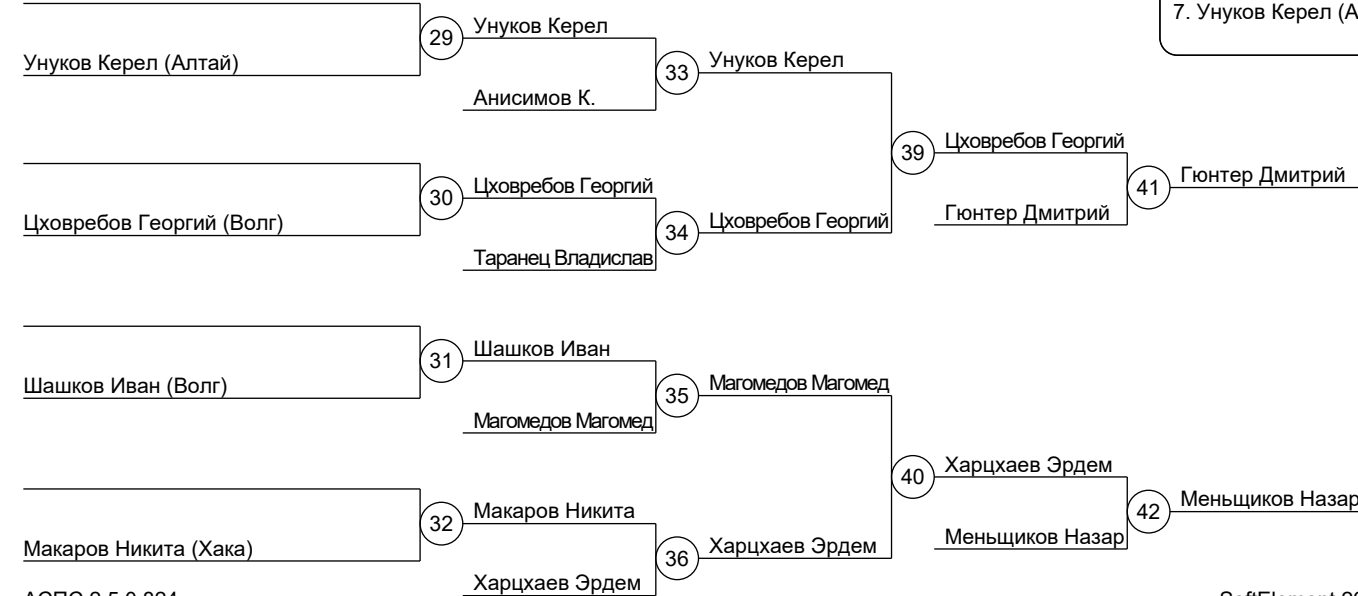 7. Унуков Керел (А
29
Унуков Керел
Унуков Керел (Алтай)
33
Унуков Керел
Анисимов К.
39
Цховребов Георгий
30
Цховребов Георгий
41
Гюнтер Дмитрий
Цховребов Георгий (Волг)
34
Цховребов Георгий
Гюнтер Дмитрий
Таранец Владислав
31
Шашков Иван
Шашков Иван (Волг)
35
Магомедов Магомед
Магомедов Магомед
40
Харцхаев Эрдем
32
Макаров Никита
42
Меньщиков Назар
Макаров Никита (Хака)
36
Харцхаев Эрдем
Меньщиков Назар
Харцхаев Эрдем